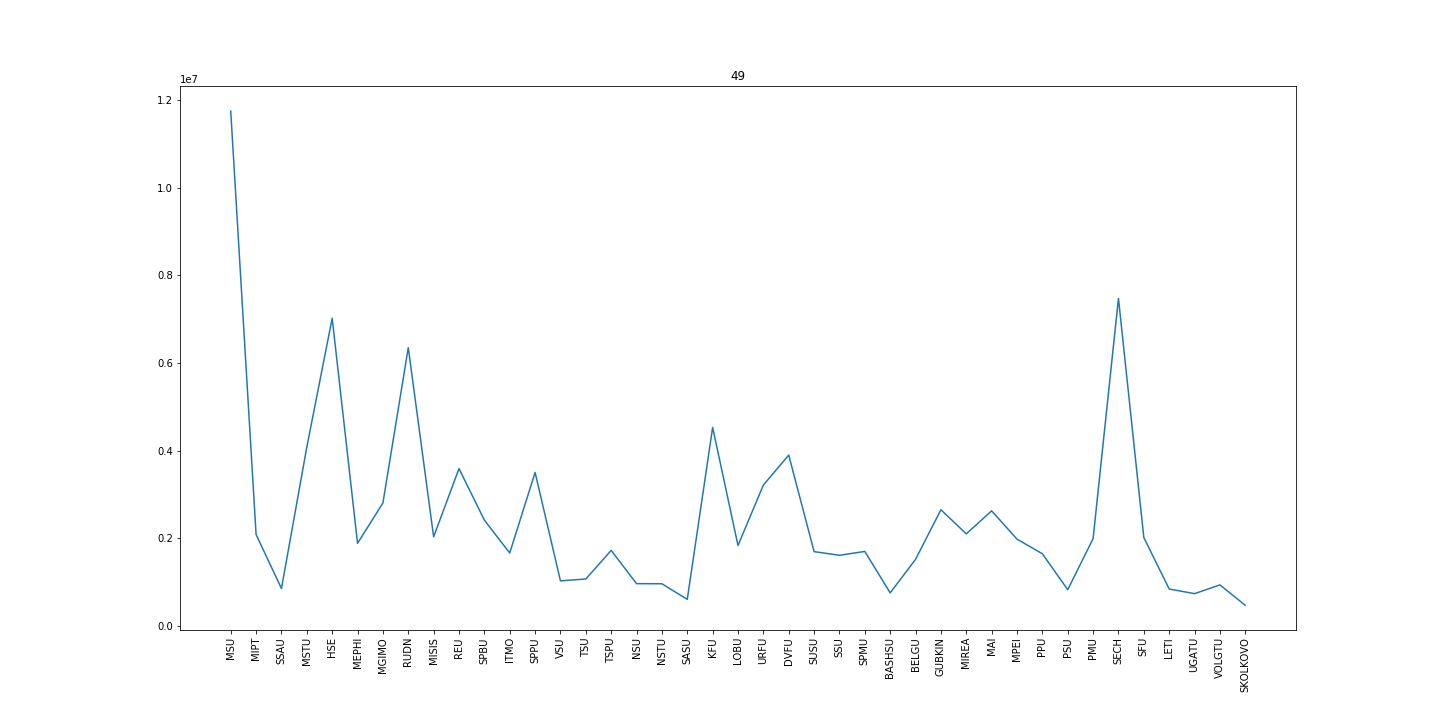 49
1e7
1.2
1.0
0.8
0.6
0.4
0.2
0.0
MSU
MIPT
SSAU
MSTU
HSE
MEPHI
MGIMO
RUDN
MISIS
REU
SPBU
ITMO
SPPU
VSU
TSU
TSPU
NSU
NSTU
SASU
KFU
LOBU
URFU
DVFU
SUSU
SSU
SPMU
BASHSU
BELGU
GUBKIN
MIREA
MAI
MPEI
PPU
PSU
PMU
SECH
SFU
LETI
UGATU
VOLGTU
SKOLKOVO